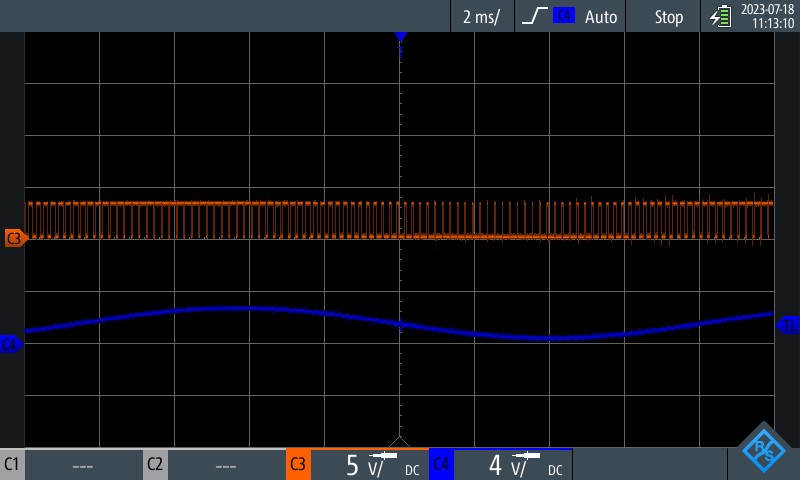 2 ms/ C4 Auto Stop 2023-07-18
11:13:10
C3
C4
TL
C1 --- C2 --- C3 5 V/ DC C4 4 V/ DC
R&S